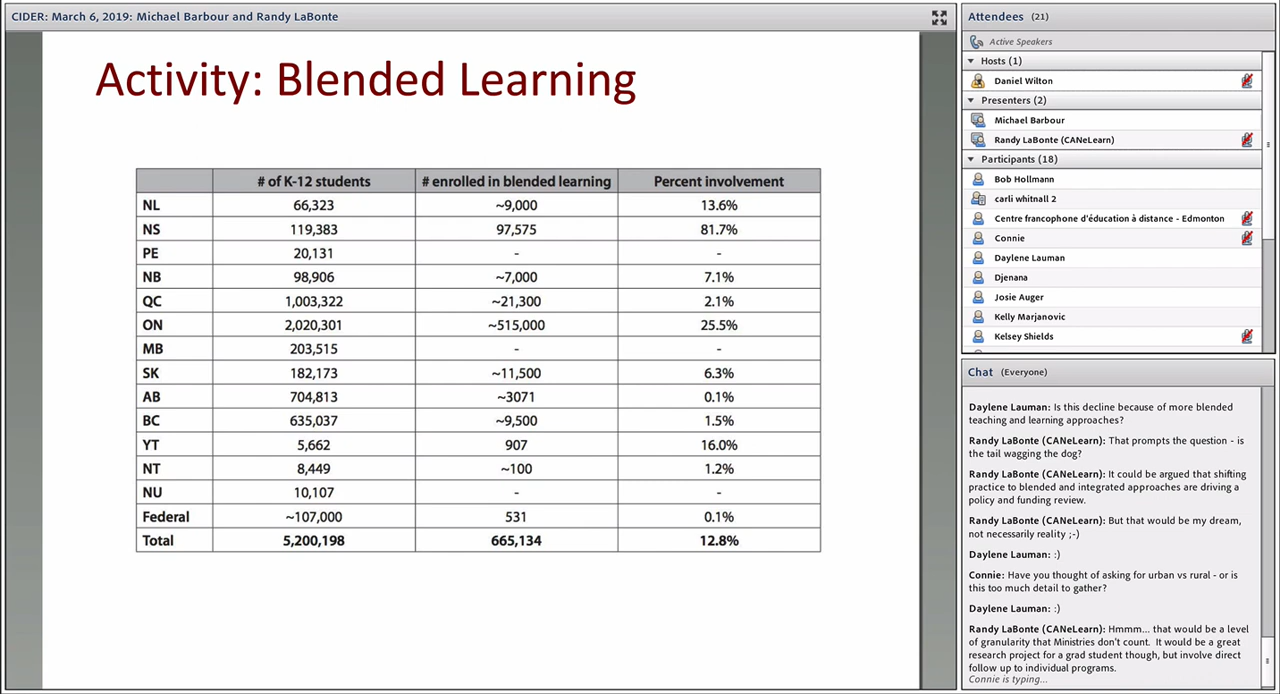 CIDER: March 6, 2019: Michael Barbour and Randy LaBonte
Activity: Blended Learning
# of K-12 students # enrolled in blended learning Percent involvement
NL 66,323 ~9,000 13.6%
NS 119,383 97,575 81.7%
PE 20,131 - -
NB 98,906 ~7,000 7.1%
QC 1,003,322 ~21,300 2.1%
ON 2,020,301 ~515,000 25.5%
MB 203,515 - -
SK 182,173 ~11,500 6.3%
AB 704,813 ~3071 0.1%
BC 635,037 ~9,500 1.5%
YT 5,662 907 16.0%
NT 8,449 ~100 1.2%
NU 10,107 - -
Federal ~107,000 531 0.1%
Total 5,200,198 665,134 12.8%
Attendees (21)
Active Speakers
Hosts (1)
Daniel Wilton
Presenters (2)
Michael Barbour
Randy LaBonte (CANeLearn)
Participants (18)
Bob Hollmann
carli whitnall 2
Centre francophone d'éducation à distance - Edmonton
Connie
Daylene Lauman
Djenana
Josie Auger
Kelly Marjanovic
Kelsey Shields
Chat (Everyone)
Daylene Lauman: Is this decline because of more blended
teaching and learning approaches?
Randy LaBonte (CANeLearn): That prompts the question - is
the tail wagging the dog?
Randy LaBonte (CANeLearn): It could be argued that shifting
practice to blended and integrated approaches are driving a
policy and funding review.
Randy LaBonte (CANeLearn): But that would be my dream,
not necessarily reality ;-)
Daylene Lauman: :)
Connie: Have you thought of asking for urban vs rural - or is
this too much detail to gather?
Daylene Lauman: :)
Randy LaBonte (CANeLearn): Hmmm... that would be a level
of granularity that Ministries don't count. It would be a great
research project for a grad student though, but involve direct
follow up to individual programs.
Connie is typing...